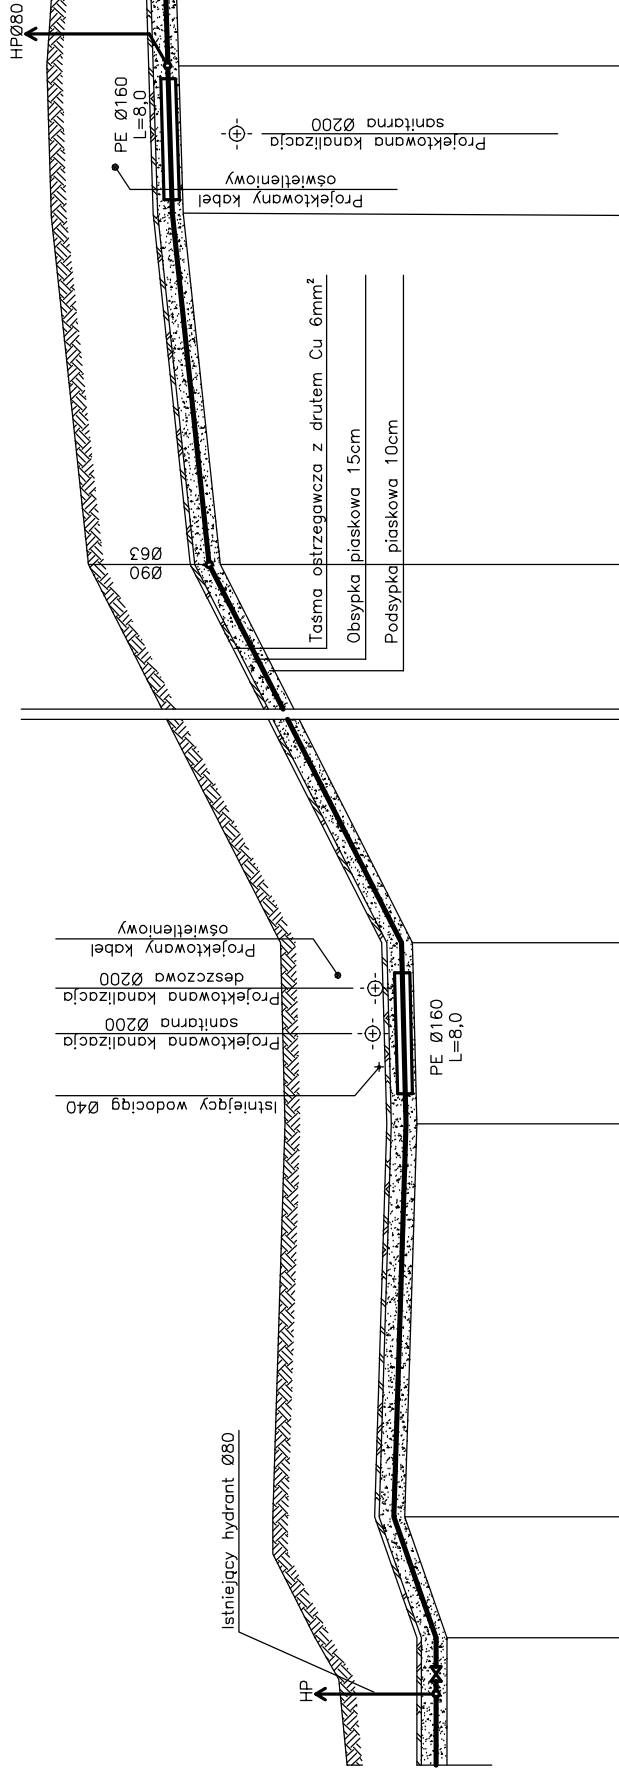 HPØ80
PE Ø160
L=8,0
Projektowana kanalizacja
sanitarna Ø200
Projektowany kabel
oświetleniowy
Taśma ostrzegawcza z drutem Cu 6mm²
Obsypka piaskowa 15cm
Podsypka piaskowa 10cm
Ø90
Ø63
Projektowany kabel
oświetleniowy
Projektowana kanalizacja
deszczowa Ø200
Projektowana kanalizacja
sanitarna Ø200
Istniejący wodociąg Ø40
PE Ø160
L=8,0
Istniejący hydrant Ø80
HP